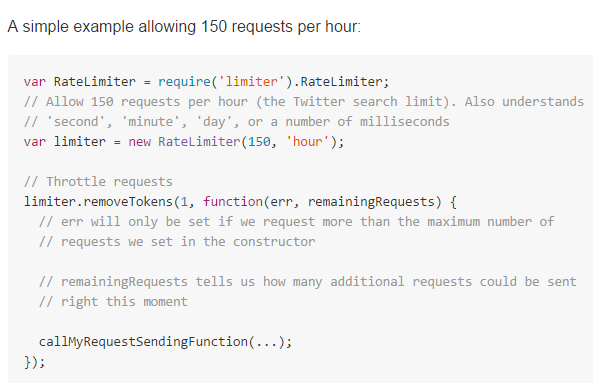 A simple example allowing 150 requests per hour:
var RateLimiter = require('limiter').RateLimiter;
// Allow 150 requests per hour (the Twitter search limit). Also understands
// 'second', 'minute', 'day', or a number of milliseconds
var limiter = new RateLimiter(150, 'hour');
// Throttle requests
limiter.removeTokens(1, function(err, remainingRequests) {
// err will only be set if we request more than the maximum number of
// requests we set in the constructor
// remainingRequests tells us how many additional requests could be sent
// right this moment
callMyRequestSendingFunction(...);
});